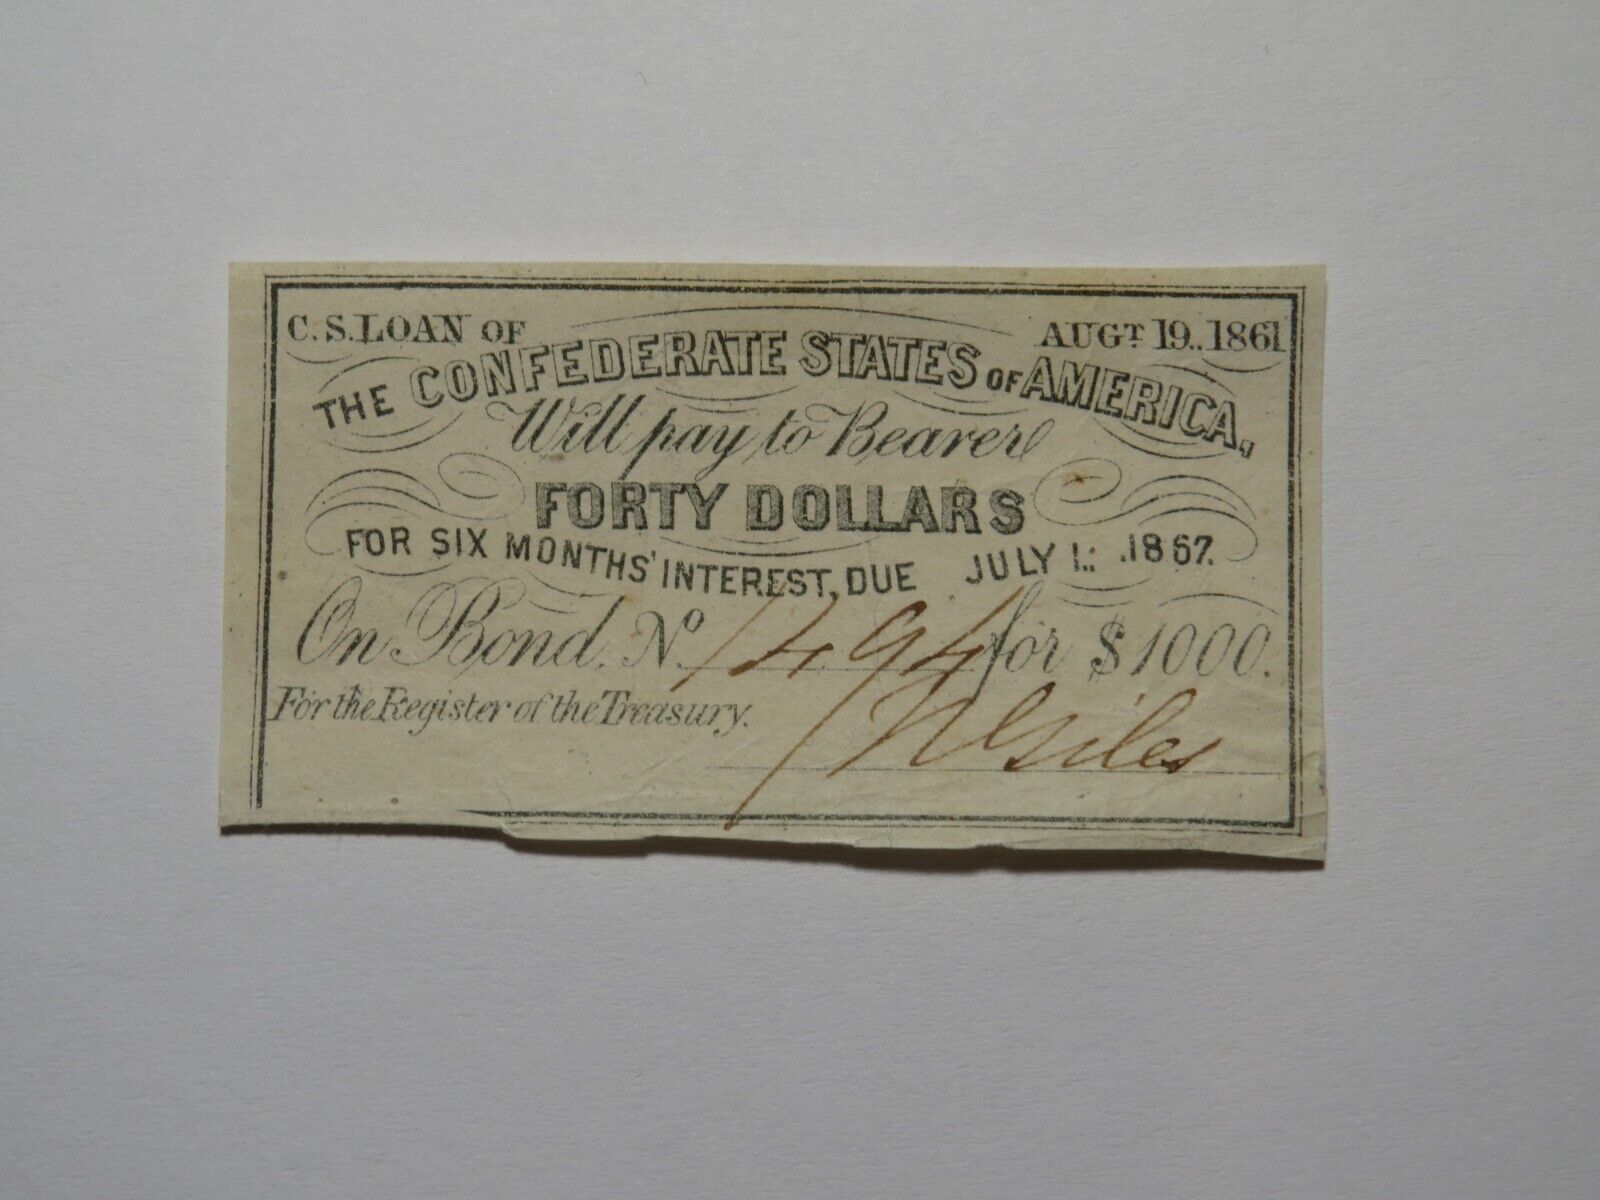 C. S. LOAN OF AUGT. 19.. 1861
THE CONFEDERATE STATES OF AMERICA,
Will pay to Bearer
FORTY DOLLARS
FOR SIX MONTHS' INTEREST, DUE JULY 1.: .1867.
On Bond. No. 1494 for $1000.
For the Register of the Treasury.
Giles